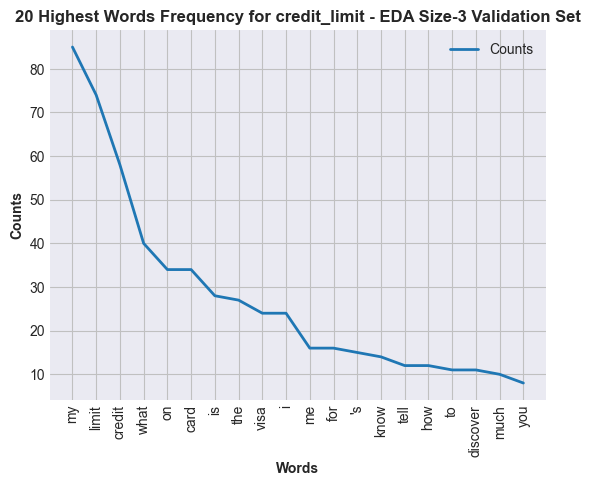 20 Highest Words Frequency for credit_limit - EDA Size-3 Validation Set
Counts
Counts
80
70
60
50
40
30
20
10
my
limit
credit
what
on
card
is
the
visa
i
me
for
's
know
tell
how
to
discover
much
you
Words